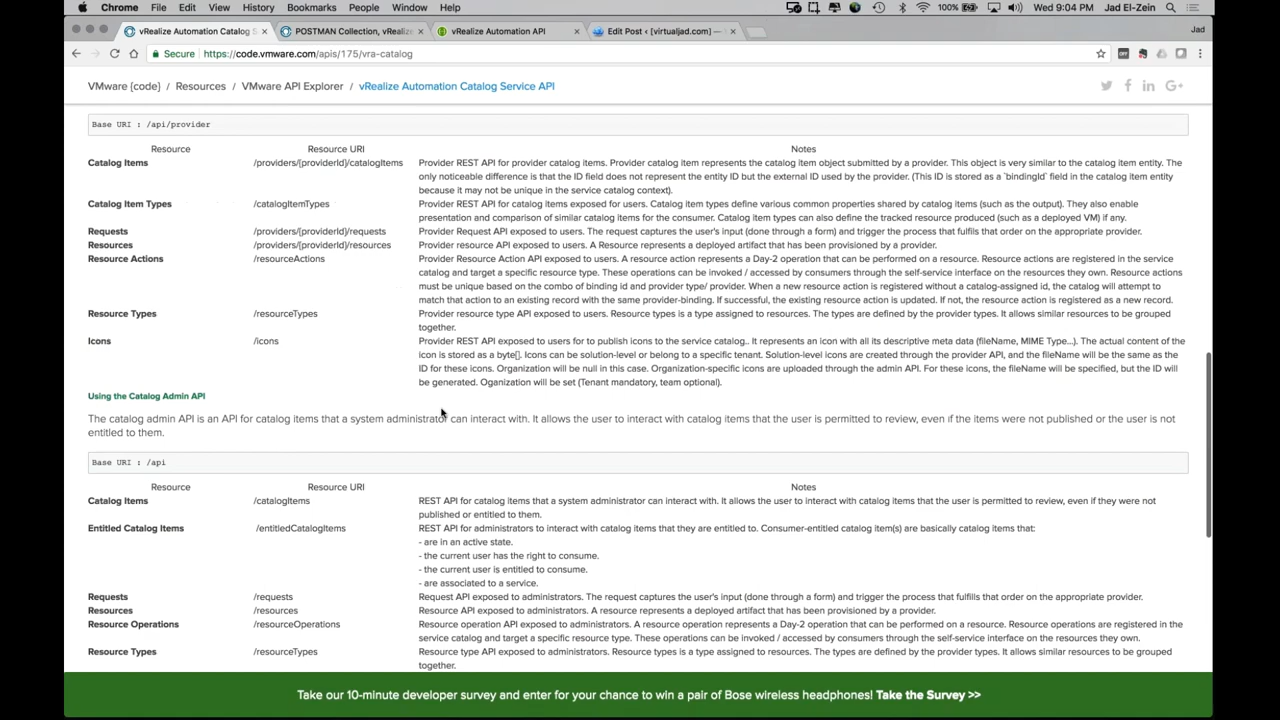 Chrome File Edit View History Bookmarks People Window Help 100% Wed 9:04 PM Jad El-Zein
vRealize Automation Catalog S × POSTMAN Collection, vRealize × vRealize Automation API × Edit Post ‹ [virtualjad.com] — × Jad
Secure https://code.vmware.com/apis/175/vra-catalog
VMware {code} / Resources / VMware API Explorer / vRealize Automation Catalog Service API
Base URI : /api/provider
Resource Resource URI Notes
Catalog Items /providers/{providerId}/catalogItems Provider REST API for provider catalog items. Provider catalog item represents the catalog item object submitted by a provider. This object is very similar to the catalog item entity. The
only noticeable difference is that the ID field does not represent the entity ID but the external ID used by the provider. (This ID is stored as a `bindingId` field in the catalog item entity
because it may not be unique in the service catalog context).
Catalog Item Types /catalogItemTypes Provider REST API for catalog items exposed for users. Catalog item types define various common properties shared by catalog items (such as the output). They also enable
presentation and comparison of similar catalog items for the consumer. Catalog item types can also define the tracked resource produced (such as a deployed VM) if any.
Requests /providers/{providerId}/requests Provider Request API exposed to users. The request captures the user's input (done through a form) and trigger the process that fulfils that order on the appropriate provider.
Resources /providers/{providerId}/resources Provider resource API exposed to users. A Resource represents a deployed artifact that has been provisioned by a provider.
Resource Actions /resourceActions Provider Resource Action API exposed to users. A resource action represents a Day-2 operation that can be performed on a resource. Resource actions are registered in the service
catalog and target a specific resource type. These operations can be invoked / accessed by consumers through the self-service interface on the resources they own. Resource actions
must be unique based on the combo of binding id and provider type/ provider. When a new resource action is registered without a catalog-assigned id, the catalog will attempt to
match that action to an existing record with the same provider-binding. If successful, the existing resource action is updated. If not, the resource action is registered as a new record.
Resource Types /resourceTypes Provider resource type API exposed to users. Resource types is a type assigned to resources. The types are defined by the provider types. It allows similar resources to be grouped
together.
Icons /icons Provider REST API exposed to users for to publish icons to the service catalog.. It represents an icon with all its descriptive meta data (fileName, MIME Type...). The actual content of the
icon is stored as a byte[]. Icons can be solution-level or belong to a specific tenant. Solution-level icons are created through the provider API, and the fileName will be the same as the
ID for these icons. Organization will be null in this case. Organization-specific icons are uploaded through the admin API. For these icons, the fileName will be specified, but the ID will
be generated. Oganization will be set (Tenant mandatory, team optional).
Using the Catalog Admin API
The catalog admin API is an API for catalog items that a system administrator can interact with. It allows the user to interact with catalog items that the user is permitted to review, even if the items were not published or the user is not
entitled to them.
Base URI : /api
Resource Resource URI Notes
Catalog Items /catalogItems REST API for catalog items that a system administrator can interact with. It allows the user to interact with catalog items that the user is permitted to review, even if they were not
published or entitled to them.
Entitled Catalog Items /entitledCatalogItems REST API for administrators to interact with catalog items that they are entitled to. Consumer-entitled catalog item(s) are basically catalog items that:
- are in an active state.
- the current user has the right to consume.
- the current user is entitled to consume.
- are associated to a service.
Requests /requests Request API exposed to administrators. The request captures the user's input (done through a form) and trigger the process that fulfils that order on the appropriate provider.
Resources /resources Resource API exposed to administrators. A resource represents a deployed artifact that has been provisioned by a provider.
Resource Operations /resourceOperations Resource operation API exposed to administrators. A resource operation represents a Day-2 operation that can be performed on a resource. Resource operations are registered in the
service catalog and target a specific resource type. These operations can be invoked / accessed by consumers through the self-service interface on the resources they own.
Resource Types /resourceTypes Resource type API exposed to administrators. Resource types is a type assigned to resources. The types are defined by the provider types. It allows similar resources to be grouped
together.
Take our 10-minute developer survey and enter for your chance to win a pair of Bose wireless headphones! Take the Survey >>